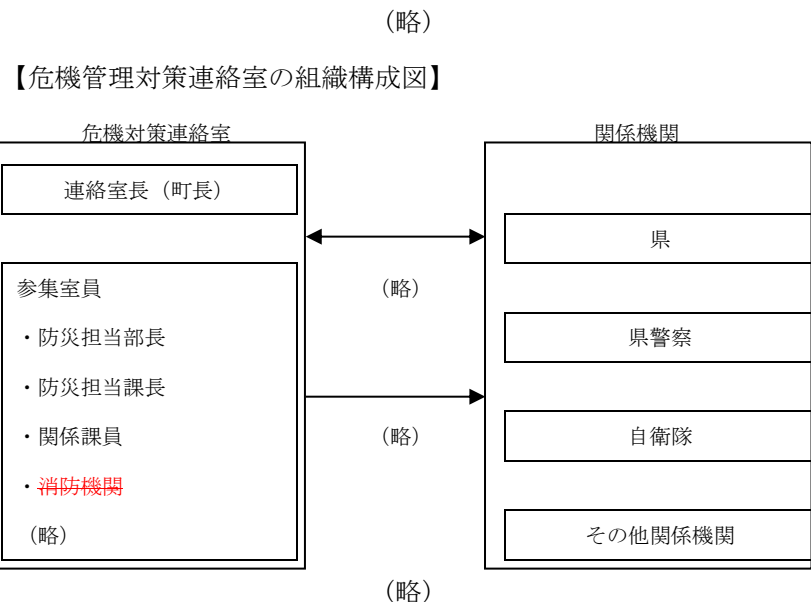 （略）
【危機管理対策連絡室の組織構成図】
危機対策連絡室
連絡室長（町長）
参集室員
・防災担当部長
・防災担当課長
・関係課員
・消防機関
（略）
（略）
（略）
関係機関
県
県警察
自衛隊
その他関係機関
（略）